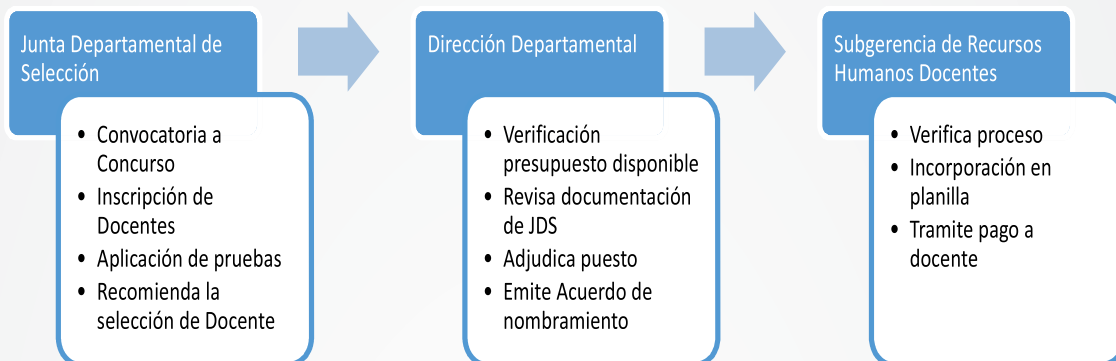 Junta Departamental de
Selección
• Convocatoria a
Concurso
• Inscripción de
Docentes
• Aplicación de pruebas
• Recomienda la
selección de Docente
Dirección Departamental
• Verificación
presupuesto disponible
• Revisa documentación
de JDS
• Adjudica puesto
• Emite Acuerdo de
nombramiento
Subgerencia de Recursos
Humanos Docentes
• Verifica proceso
• Incorporación en
planilla
• Tramite pago a
docente